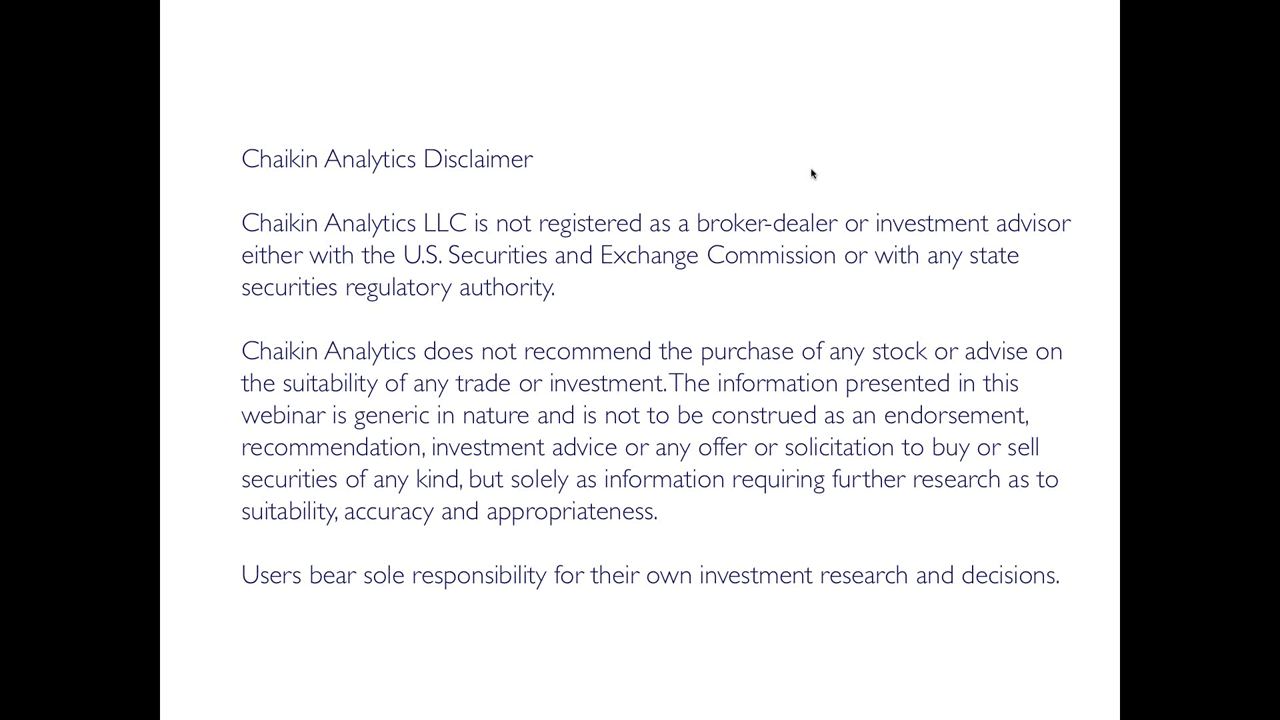 Chaikin Analytics Disclaimer
Chaikin Analytics LLC is not registered as a broker-dealer or investment advisor
either with the U.S. Securities and Exchange Commission or with any state
securities regulatory authority.
Chaikin Analytics does not recommend the purchase of any stock or advise on
the suitability of any trade or investment. The information presented in this
webinar is generic in nature and is not to be construed as an endorsement,
recommendation, investment advice or any offer or solicitation to buy or sell
securities of any kind, but solely as information requiring further research as to
suitability, accuracy and appropriateness.
Users bear sole responsibility for their own investment research and decisions.